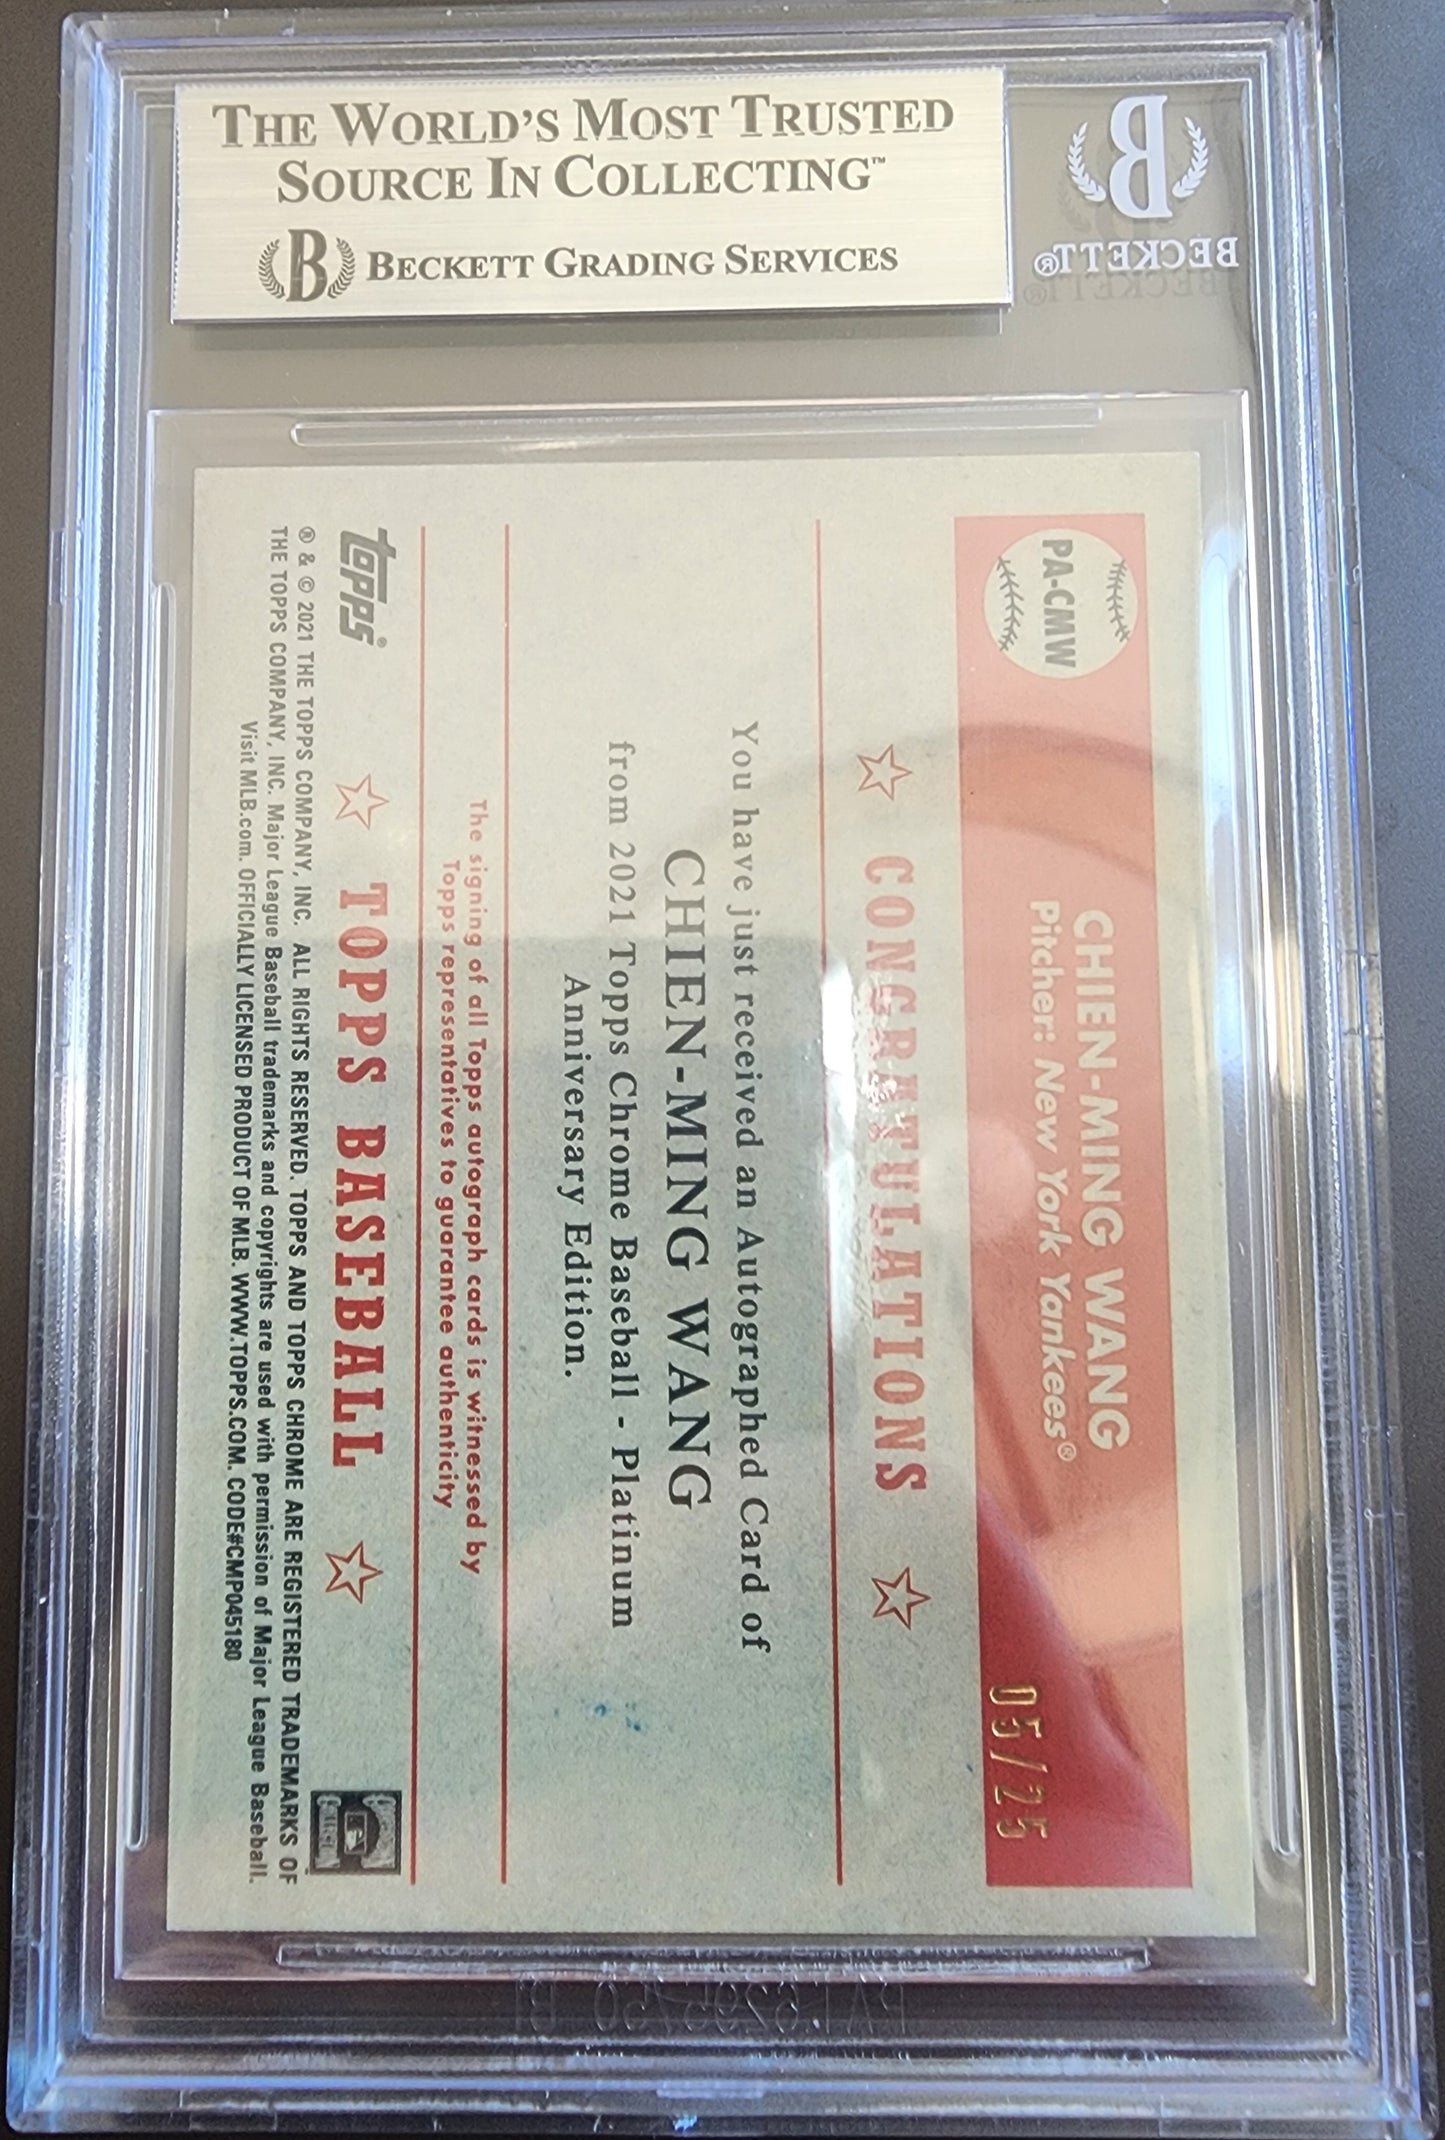 THE WORLD'S MOST TRUSTED
SOURCE IN COLLECTING™
B BECKETT GRADING SERVICES
B
BECKETT®
PA-CMW
CHIEN-MING WANG
Pitcher: New York Yankees®
05/25
☆ CONGRATULATIONS ☆
You have just received an Autographed Card of
CHIEN-MING WANG
from 2021 Topps Chrome Baseball - Platinum
Anniversary Edition.
The signing of all Topps autograph cards is witnessed by
Topps representatives to guarantee authenticity
topps®
☆ TOPPS BASEBALL ☆
® & © 2021 THE TOPPS COMPANY, INC. ALL RIGHTS RESERVED. TOPPS AND TOPPS CHROME ARE REGISTERED TRADEMARKS OF
THE TOPPS COMPANY, INC. Major League Baseball trademarks and copyrights are used with permission of Major League Baseball.
Visit MLB.com. OFFICIALLY LICENSED PRODUCT OF MLB. WWW.TOPPS.COM. CODE#CMP045180